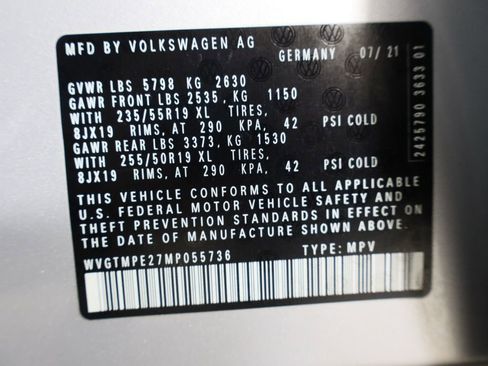 MFD BY VOLKSWAGEN AG
GERMANY 07/21
GVWR LBS 5798 KG 2630
GAWR FRONT LBS 2535, KG 1150
WITH 235/55R19 XL TIRES,
8JX19 RIMS, AT 290 KPA, 42 PSI COLD
GAWR REAR LBS 3373, KG 1530
WITH 255/50R19 XL TIRES,
8JX19 RIMS, AT 290 KPA, 42 PSI COLD
THIS VEHICLE CONFORMS TO ALL APPLICABLE
U.S. FEDERAL MOTOR VEHICLE SAFETY AND
THEFT PREVENTION STANDARDS IN EFFECT ON
THE DATE OF MANUFACTURE SHOWN ABOVE.
WVGTMPE27MP055736 TYPE: MPV
2425790 3633 01